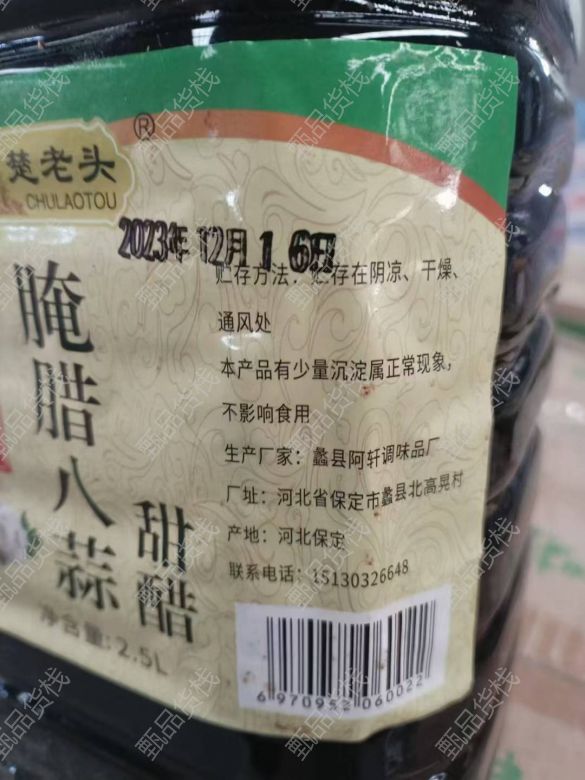 楚老头
®
CHULAOTOU
2023年12月16日
贮存方法：贮存在阴凉、干燥、
通风处
本产品有少量沉淀属正常现象，
不影响食用
生产厂家：蠡县阿轩调味品厂
厂址：河北省保定市蠡县北高晃村
产地：河北保定
联系电话：15130326648
腌腊八蒜
甜醋
净含量:2.5L
6 970952 060022
甄品货栈